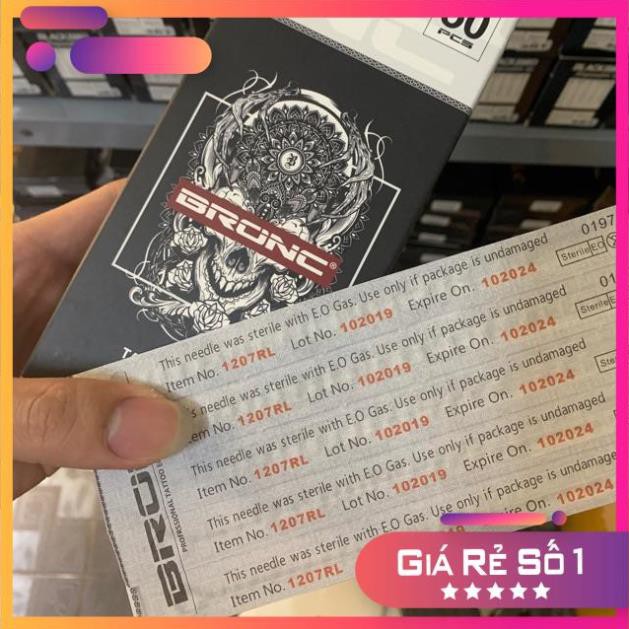 50
PCS
BRONC®
BRONC
PROFESSIONAL TATTOO
0197
This needle was sterile with E.O Gas. Use only if package is undamaged
Item No. 1207RL Lot No. 102019 Expire On. 102024
Sterile EO
This needle was sterile with E.O Gas. Use only if package is undamaged
Item No. 1207RL Lot No. 102019 Expire On. 102024
This needle was sterile with E.O Gas. Use only if package is undamaged
Item No. 1207RL Lot No. 102019 Expire On. 102024
This needle was sterile with E.O Gas. Use only if package is undamaged
Item No. 1207RL Lot No. 102019 Expire On. 102024
This needle was sterile with E.O Gas. Use only if package is
Item No. 1207RL 102024
GIÁ RẺ SỐ 1